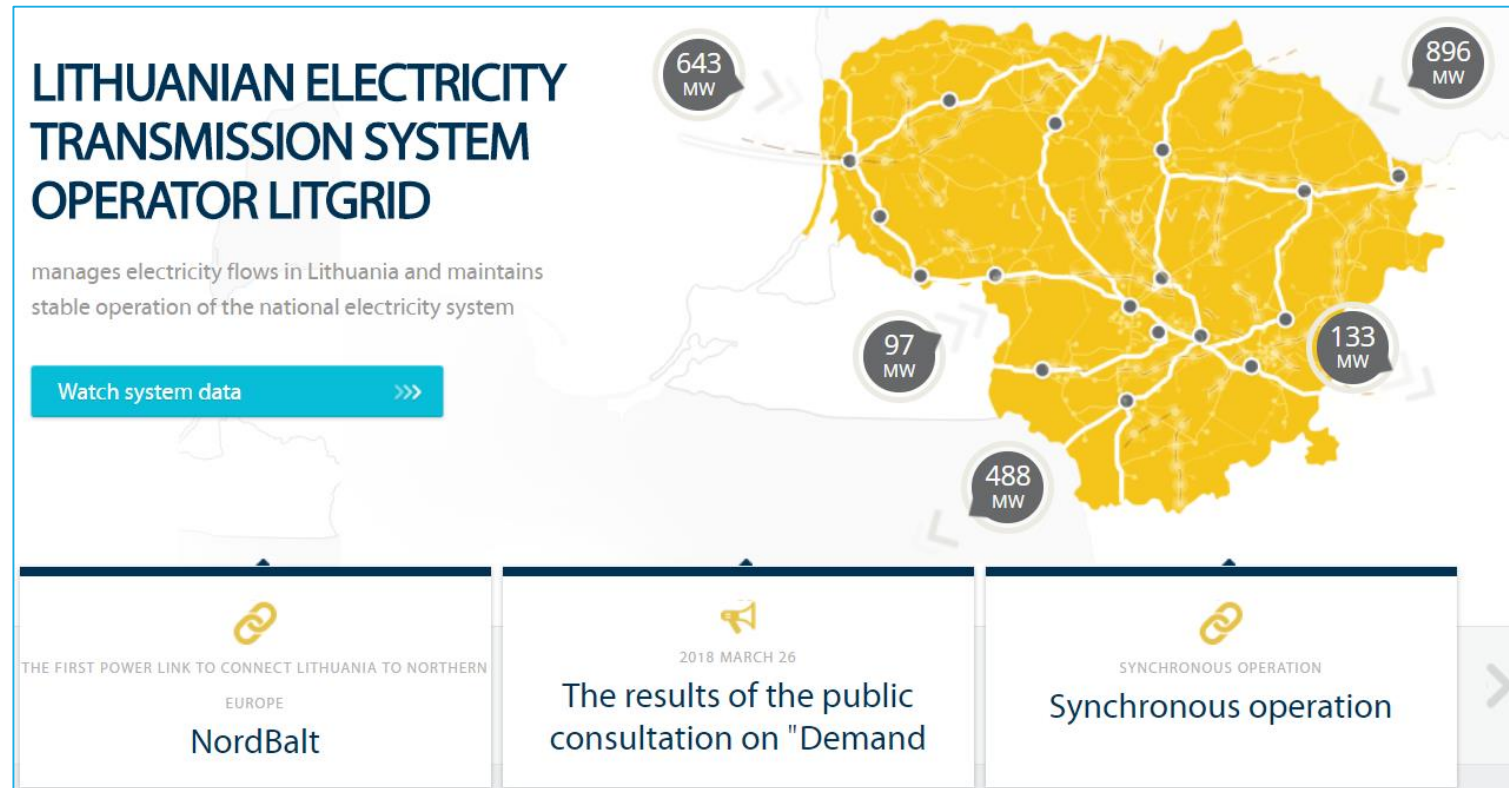 LITHUANIAN ELECTRICITY
TRANSMISSION SYSTEM
OPERATOR LITGRID
manages electricity flows in Lithuania and maintains
stable operation of the national electricity system
Watch system data
643
MW
896
MW
LIETUVA
97
MW
133
MW
488
MW
THE FIRST POWER LINK TO CONNECT LITHUANIA TO NORTHERN
EUROPE
NordBalt
2018 MARCH 26
The results of the public
consultation on "Demand
SYNCHRONOUS OPERATION
Synchronous operation